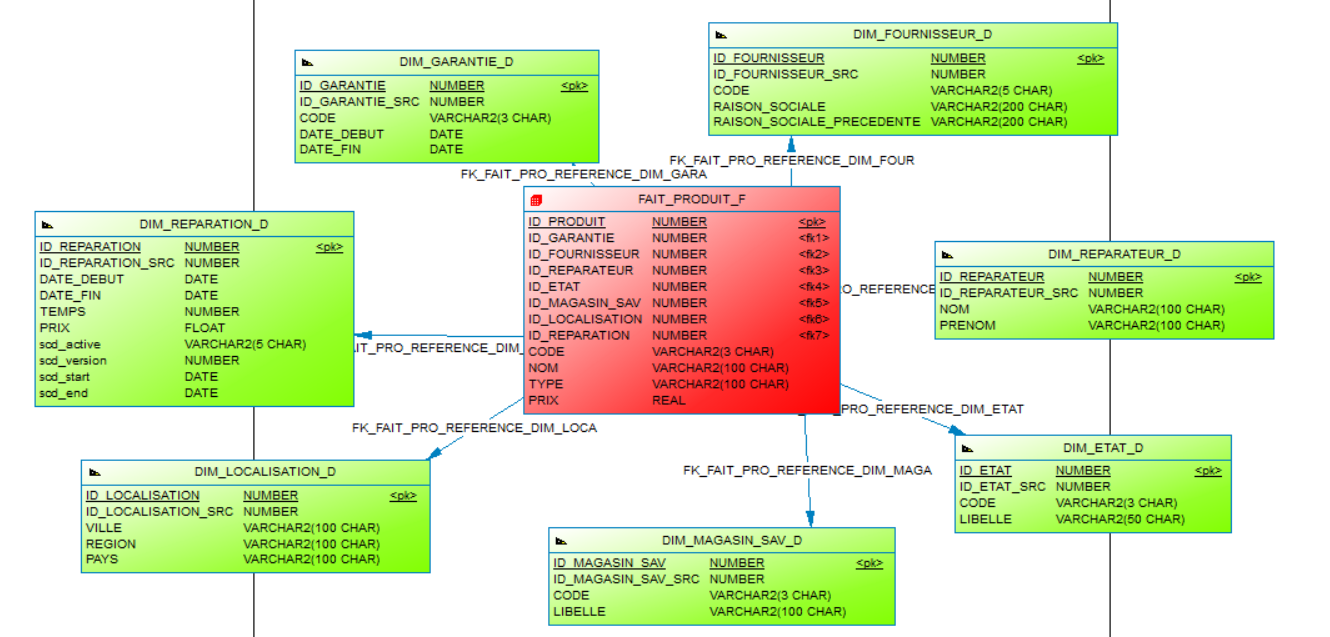 DIM_FOURNISSEUR_D
ID_FOURNISSEUR NUMBER <pk>
ID_FOURNISSEUR_SRC NUMBER
CODE VARCHAR2(5 CHAR)
RAISON_SOCIALE VARCHAR2(200 CHAR)
RAISON_SOCIALE_PRECEDENTE VARCHAR2(200 CHAR)
DIM_GARANTIE_D
ID_GARANTIE NUMBER <pk>
ID_GARANTIE_SRC NUMBER
CODE VARCHAR2(3 CHAR)
DATE_DEBUT DATE
DATE_FIN DATE
FK_FAIT_PRO_REFERENCE_DIM_FOUR
FK_FAIT_PRO_REFERENCE_DIM_GARA
FAIT_PRODUIT_F
ID_PRODUIT NUMBER <pk>
ID_GARANTIE NUMBER <fk1>
ID_FOURNISSEUR NUMBER <fk2>
ID_REPARATEUR NUMBER <fk3>
ID_ETAT NUMBER <fk4>
ID_MAGASIN_SAV NUMBER <fk5>
ID_LOCALISATION NUMBER <fk6>
ID_REPARATION NUMBER <fk7>
CODE VARCHAR2(3 CHAR)
NOM VARCHAR2(100 CHAR)
TYPE VARCHAR2(100 CHAR)
PRIX REAL
DIM_REPARATION_D
ID_REPARATION NUMBER <pk>
ID_REPARATION_SRC NUMBER
DATE_DEBUT DATE
DATE_FIN DATE
TEMPS NUMBER
PRIX FLOAT
scd_active VARCHAR2(5 CHAR)
scd_version NUMBER
scd_start DATE
scd_end DATE
DIM_REPARATEUR_D
ID_REPARATEUR NUMBER <pk>
ID_REPARATEUR_SRC NUMBER
NOM VARCHAR2(100 CHAR)
PRENOM VARCHAR2(100 CHAR)
O_REFERENCE
IT_PRO_REFERENCE_DIM_
PRO_REFERENCE_DIM_ETAT
FK_FAIT_PRO_REFERENCE_DIM_LOCA
DIM_ETAT_D
ID_ETAT NUMBER <pk>
ID_ETAT_SRC NUMBER
CODE VARCHAR2(3 CHAR)
LIBELLE VARCHAR2(50 CHAR)
FK_FAIT_PRO_REFERENCE_DIM_MAGA
DIM_LOCALISATION_D
ID_LOCALISATION NUMBER <pk>
ID_LOCALISATION_SRC NUMBER
VILLE VARCHAR2(100 CHAR)
REGION VARCHAR2(100 CHAR)
PAYS VARCHAR2(100 CHAR)
DIM_MAGASIN_SAV_D
ID_MAGASIN_SAV NUMBER <pk>
ID_MAGASIN_SAV_SRC NUMBER
CODE VARCHAR2(3 CHAR)
LIBELLE VARCHAR2(100 CHAR)